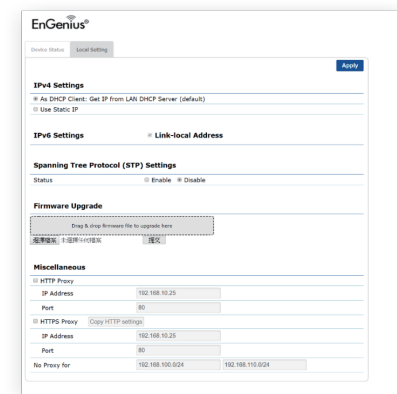 EnGenius®
Device Status Local Setting
Apply
IPv4 Settings
As DHCP Client: Get IP from LAN DHCP Server (default)
Use Static IP
IPv6 Settings Link-local Address
Spanning Tree Protocol (STP) Settings
Status Enable Disable
Firmware Upgrade
Drag & drop firmware file to upgrade here
選擇檔案 未選擇任何檔案 提交
Miscellaneous
HTTP Proxy
IP Address 192.168.10.25
Port 80
HTTPS Proxy Copy HTTP settings
IP Address 192.168.10.25
Port 80
No Proxy for 192.168.100.0/24 192.168.110.0/24